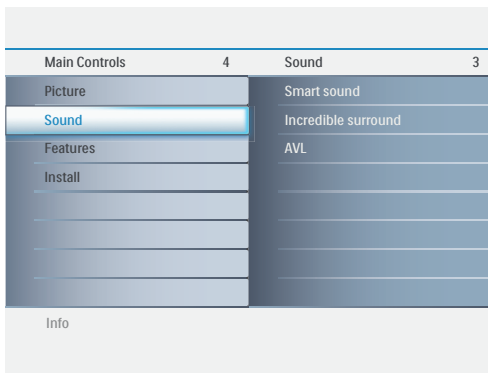 Main Controls 4 Sound 3
Picture Smart sound
Sound Incredible surround
Features AVL
Install
Info